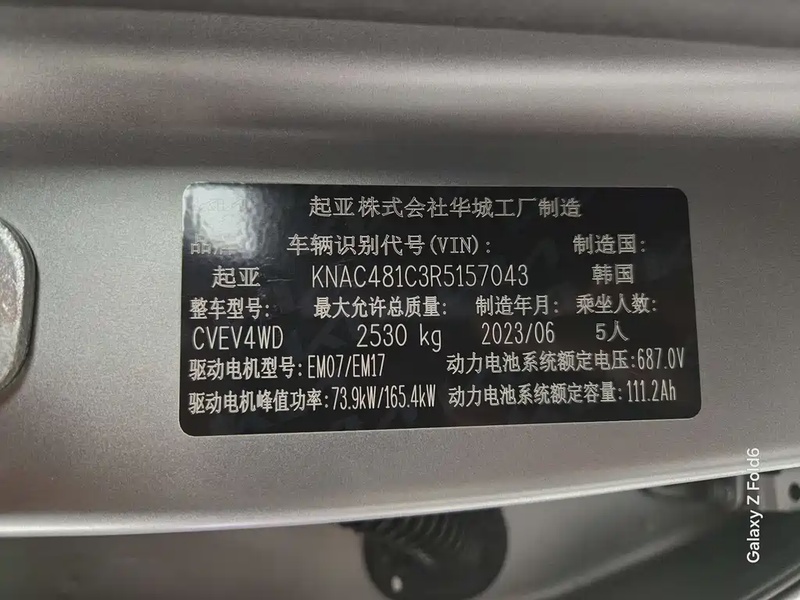 起亚株式会社华城工厂制造
品牌: 车辆识别代号(VIN): 制造国:
起亚 KNAC481C3R5157043 韩国
整车型号: 最大允许总质量: 制造年月: 乘坐人数:
CVEV4WD 2530 kg 2023/06 5人
驱动电机型号:EM07/EM17 动力电池系统额定电压:687.0V
驱动电机峰值功率:73.9kW/165.4kW 动力电池系统额定容量:111.2Ah
Galaxy Z Fold6